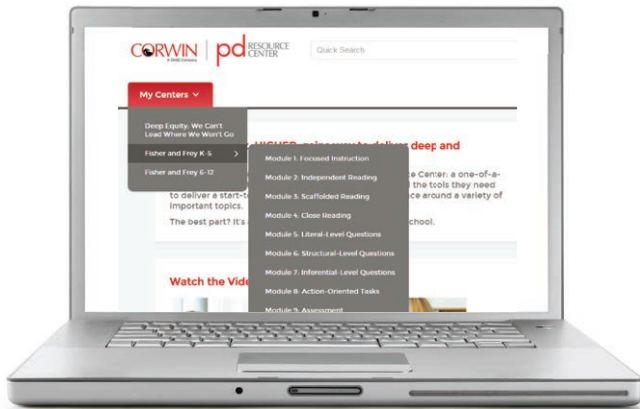 CORWIN
A SAGE Company
pd RESOURCE
CENTER
Quick Search
My Centers
Deep Equity: We Can't
Lead Where We Won't Go
Fisher and Frey K-5 >
Fisher and Frey 6-12
HIGHER, going way to deliver deep and
ce Center: a one-of-a-
d the tools they need
to deliver a start-to
nce around a variety of
important topics.
The best part? It's a
school.
Module 1: Focused Instruction
Module 2: Independent Reading
Module 3: Scaffolded Reading
Module 4: Close Reading
Module 5: Literal-Level Questions
Module 6: Structural-Level Questions
Module 7: Inferential-Level Questions
Module 8: Action-Oriented Tasks
Module 9: Assessment
Watch the Vide